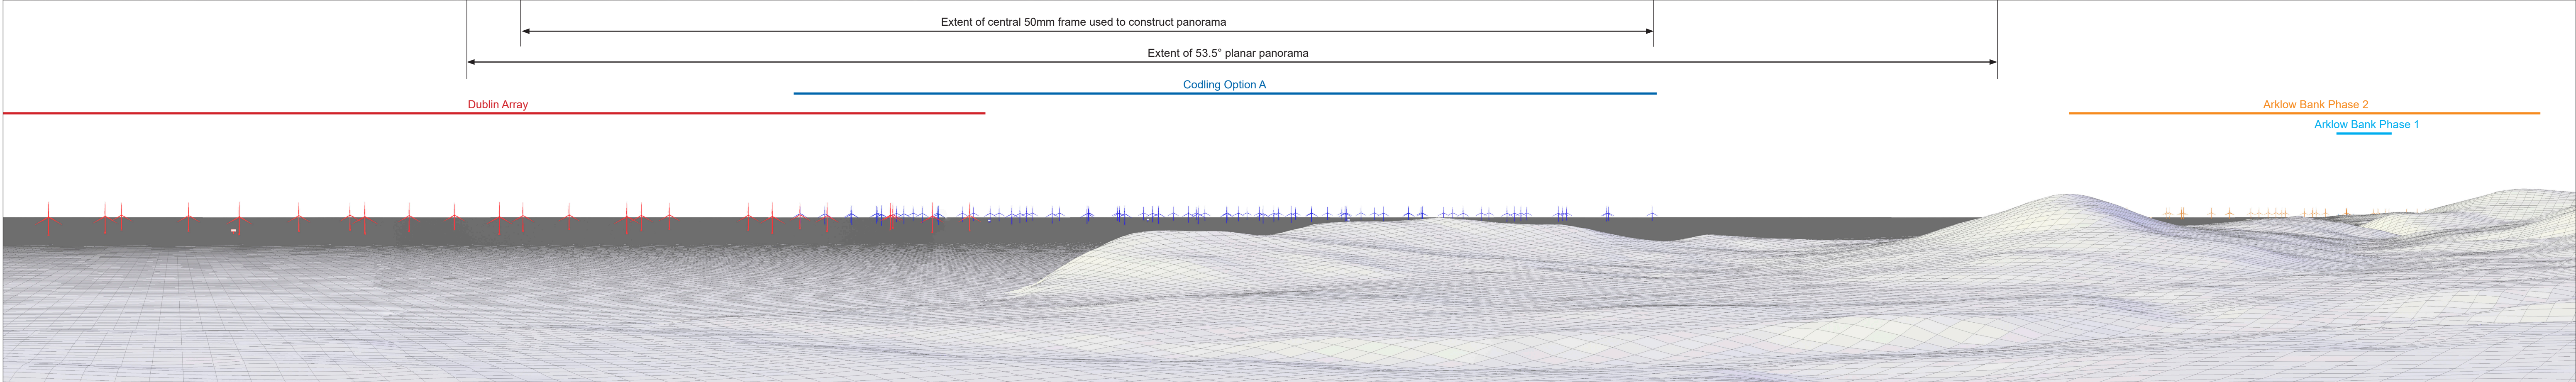 Extent of central 50mm frame used to construct panorama
Extent of 53.5° planar panorama
Codling Option A
Dublin Array
Arklow Bank Phase 2
Arklow Bank Phase 1